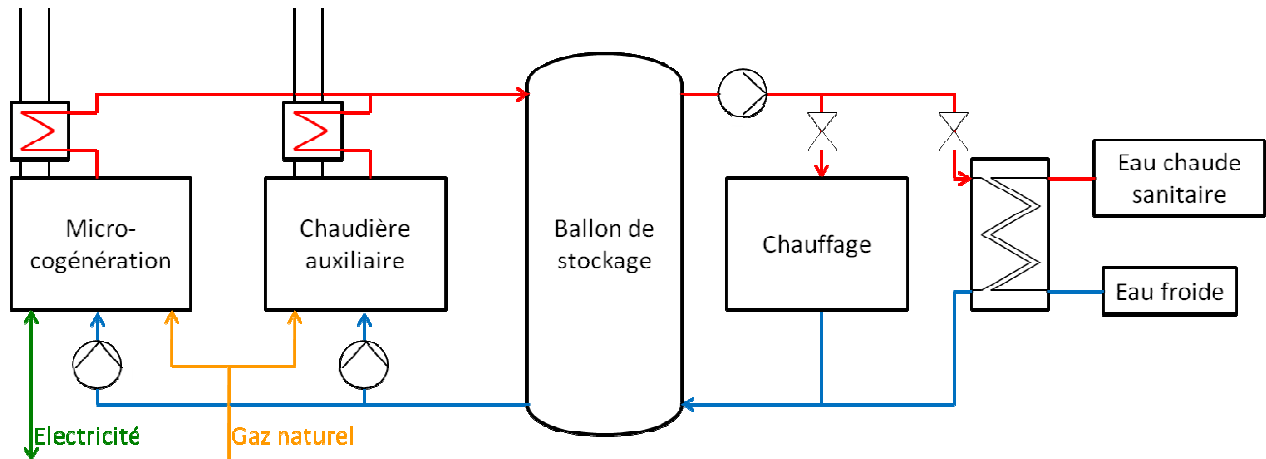 Micro-
cogénération
Chaudière
auxiliaire
Ballon de
stockage
Chauffage
Eau chaude
sanitaire
Eau froide
Electricité
Gaz naturel